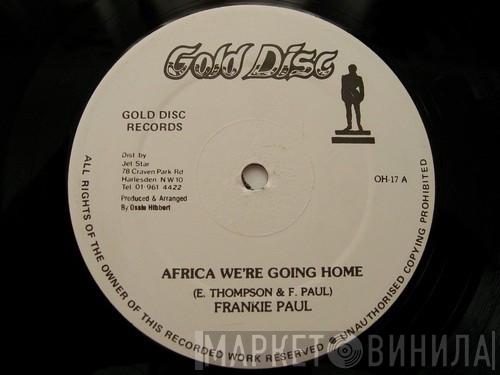 Gold Disc
GOLD DISC
RECORDS
Dist by
Jet Star
78 Craven Park Rd
Harlesden N W 10
Tel 01-961 4422
Produced & Arranged
By Ossie Hibbert
OH-17 A
AFRICA WE'RE GOING HOME
(E. THOMPSON & F. PAUL)
FRANKIE PAUL
ALL RIGHTS OF THE OWNER OF THIS RECORDED WORK RESERVED ● UNAUTHORISED COPYING PROHIBITED
МАРКЕТ ВИНИЛА